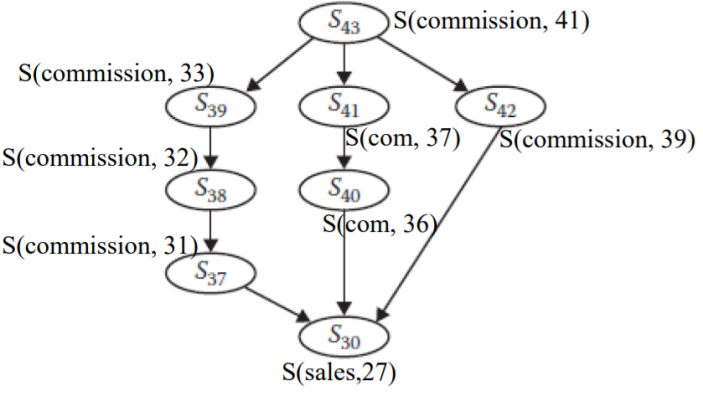 S43 S(commission, 41)
S(commission, 33)
S39 S41 S42
S(com, 37) S(commission, 39)
S(commission, 32)
S38 S40
S(com, 36)
S(commission, 31)
S37
S30
S(sales,27)